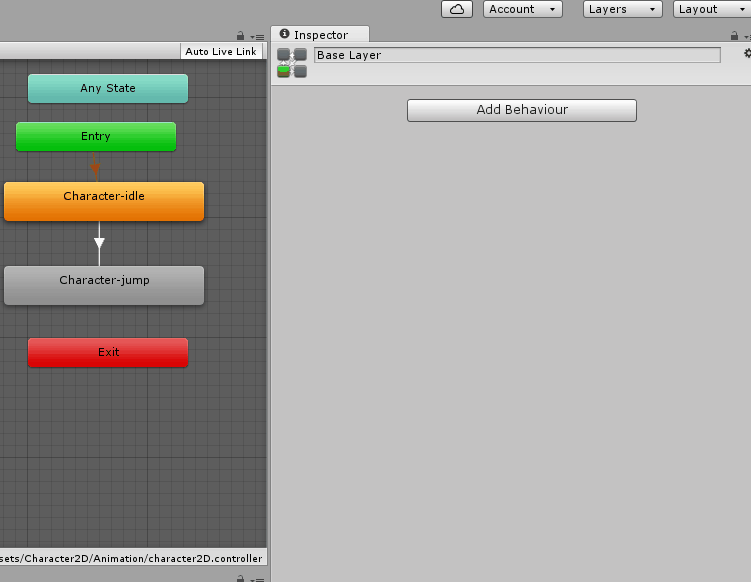 Account
Layers
Layout
Auto Live Link
Inspector
Base Layer
Any State
Add Behaviour
Entry
Character-idle
Character-jump
Exit
sets/Character2D/Animation/character2D.controller